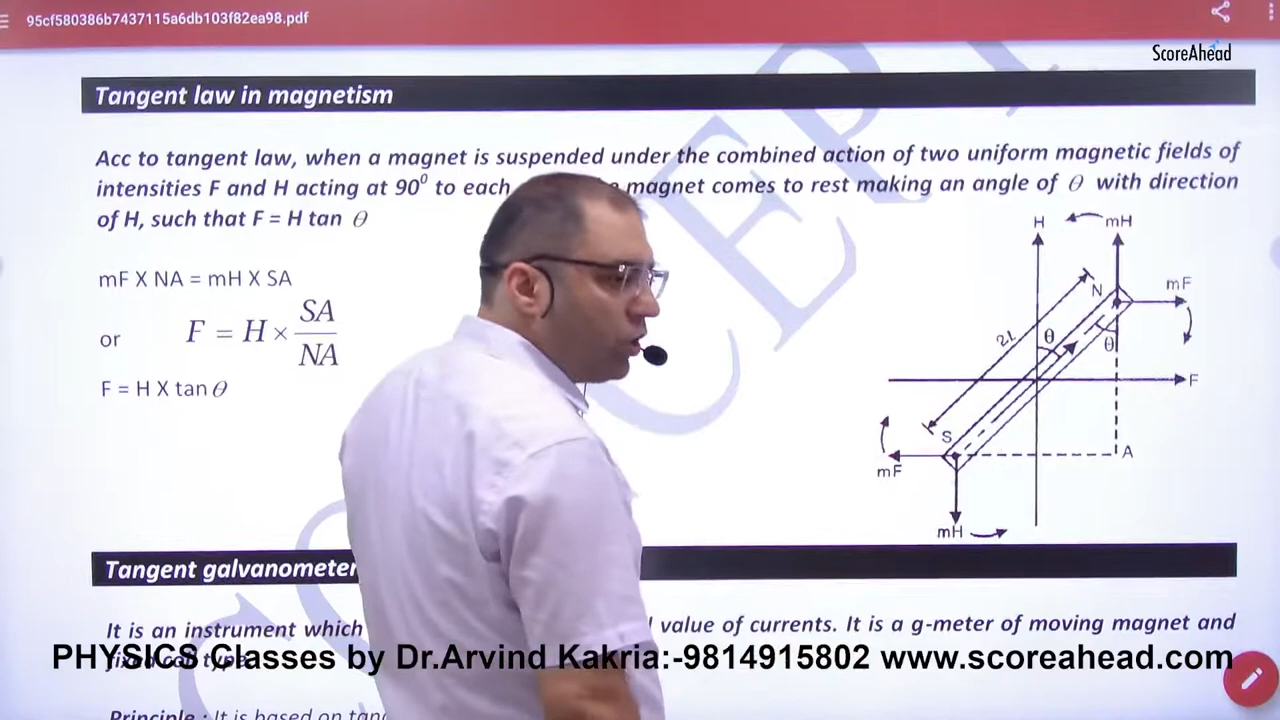 95cf580386b7437115a6db103f82ea98.pdf
ScoreAhead
Tangent law in magnetism
Acc to tangent law, when a magnet is suspended under the combined action of two uniform magnetic fields of
intensities F and H acting at 90⁰ to each magnet comes to rest making an angle of θ with direction
of H, such that F = H tan θ
mF X NA = mH X SA
or F = H × SA/NA
F = H X tan θ
H mH
N mF
2l θ θ
F
S A
mF
mH
Tangent galvanometer
It is an instrument which value of currents. It is a g-meter of moving magnet and
PHYSICS Classes by Dr.Arvind Kakria:-9814915802 www.scoreahead.com
Principle : It is based on